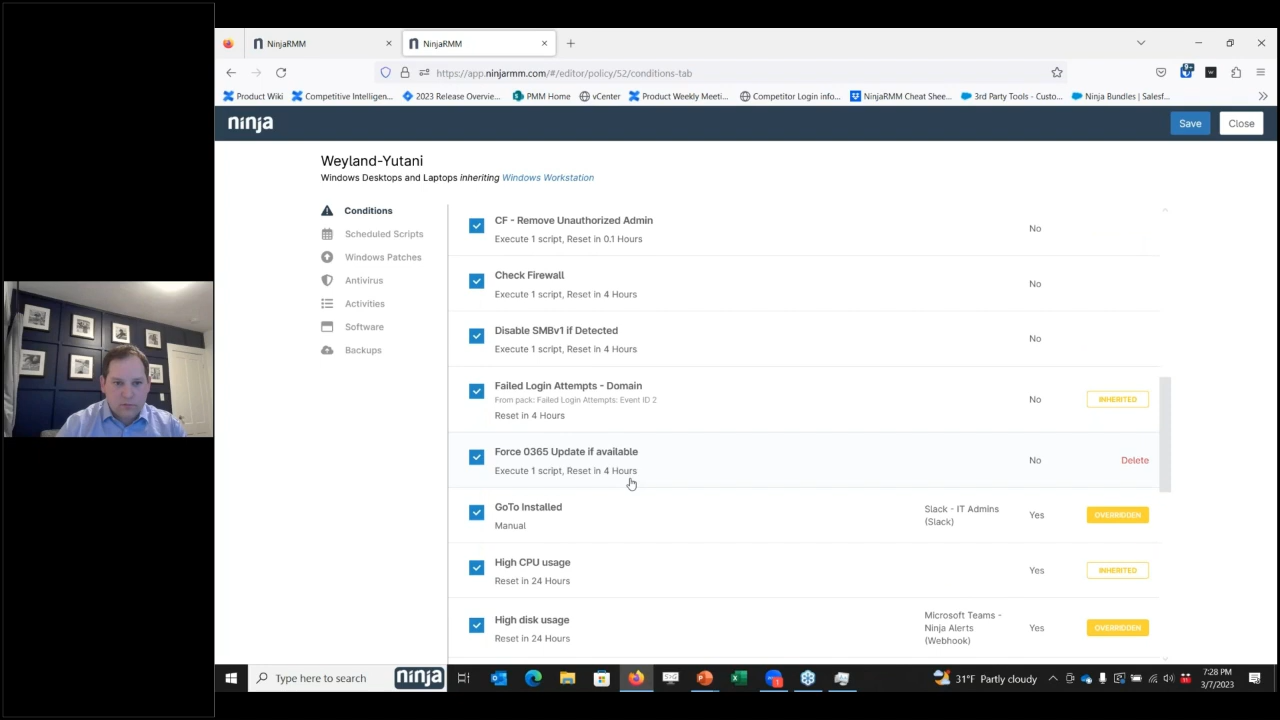 NinjaRMM
NinjaRMM
https://app.ninjarmm.com/#/editor/policy/52/conditions-tab
Product Wiki
Competitive Intelligen...
2023 Release Overvie...
PMM Home
vCenter
Product Weekly Meeti...
Competitor Login info...
NinjaRMM Cheat Shee...
3rd Party Tools - Custo...
Ninja Bundles | Salesf...
ninja
Save
Close
Weyland-Yutani
Windows Desktops and Laptops inheriting Windows Workstation
Conditions
Scheduled Scripts
Windows Patches
Antivirus
Activities
Software
Backups
CF - Remove Unauthorized Admin
Execute 1 script, Reset in 0.1 Hours
No
Check Firewall
Execute 1 script, Reset in 4 Hours
No
Disable SMBv1 if Detected
Execute 1 script, Reset in 4 Hours
No
Failed Login Attempts - Domain
From pack: Failed Login Attempts: Event ID 2
Reset in 4 Hours
No
INHERITED
Force 0365 Update if available
Execute 1 script, Reset in 4 Hours
No
Delete
GoTo Installed
Manual
Slack - IT Admins
(Slack)
Yes
OVERRIDDEN
High CPU usage
Reset in 24 Hours
Yes
INHERITED
High disk usage
Reset in 24 Hours
Microsoft Teams -
Ninja Alerts
(Webhook)
Yes
OVERRIDDEN
Type here to search
ninja
31°F Partly cloudy
7:28 PM
3/7/2023